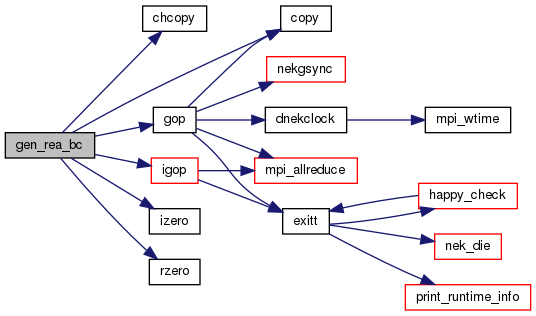 chcopy
copy
nekgsync
gop
dnekclock
mpi_wtime
gen_rea_bc
igop
mpi_allreduce
happy_check
izero
exitt
nek_die
rzero
print_runtime_info